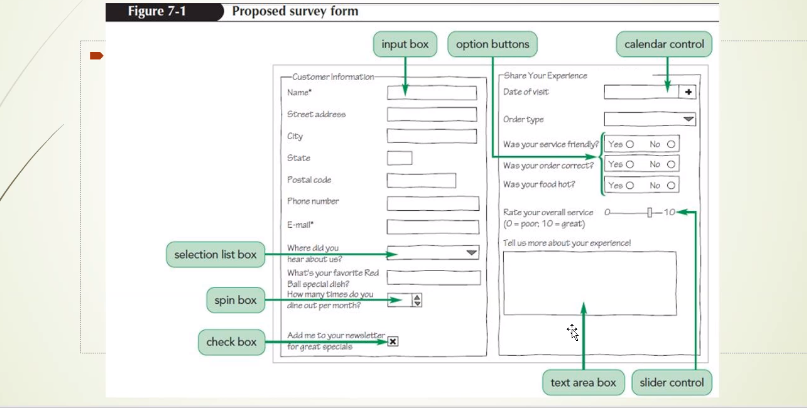 Figure 7-1 Proposed survey form
input box
option buttons
calendar control
Customer Information
Name*
Street address
City
State
Postal code
Phone number
E-mail*
Where did you
hear about us?
What's your favorite Red
Ball special dish?
How many times do you
dine out per month?
Add me to your newsletter
for great specials
selection list box
spin box
check box
Share Your Experience
Date of visit
Order type
Was your service friendly? Yes No
Was your order correct? Yes No
Was your food hot? Yes No
Rate your overall service 0 10
(0 = poor; 10 = great)
Tell us more about your experience!
text area box
slider control